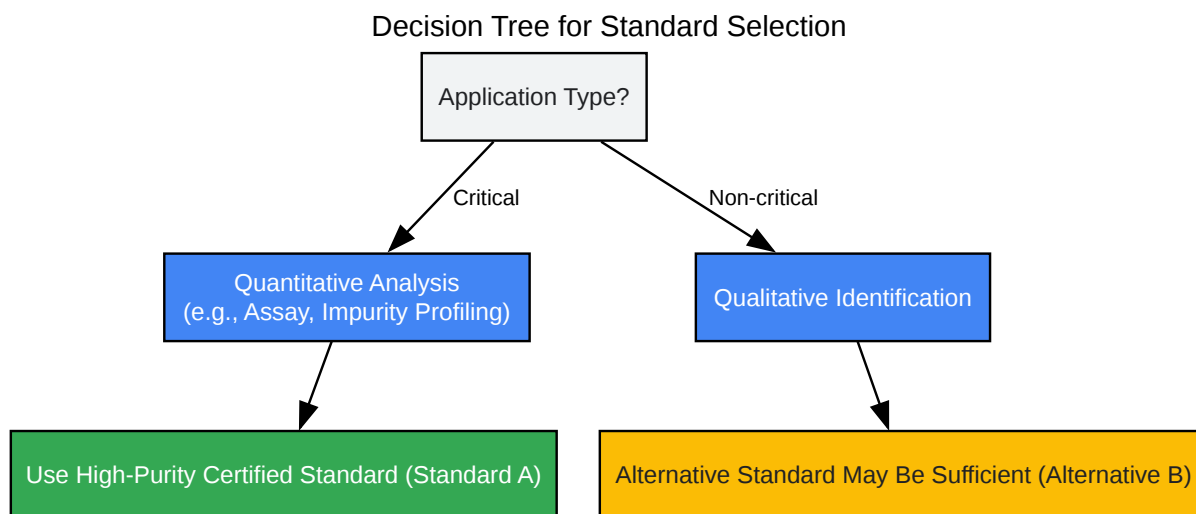 Decision Tree for Standard Selection
Application Type?
Critical
Non-critical
Quantitative Analysis
(e.g., Assay, Impurity Profiling)
Qualitative Identification
Use High-Purity Certified Standard (Standard A)
Alternative Standard May Be Sufficient (Alternative B)